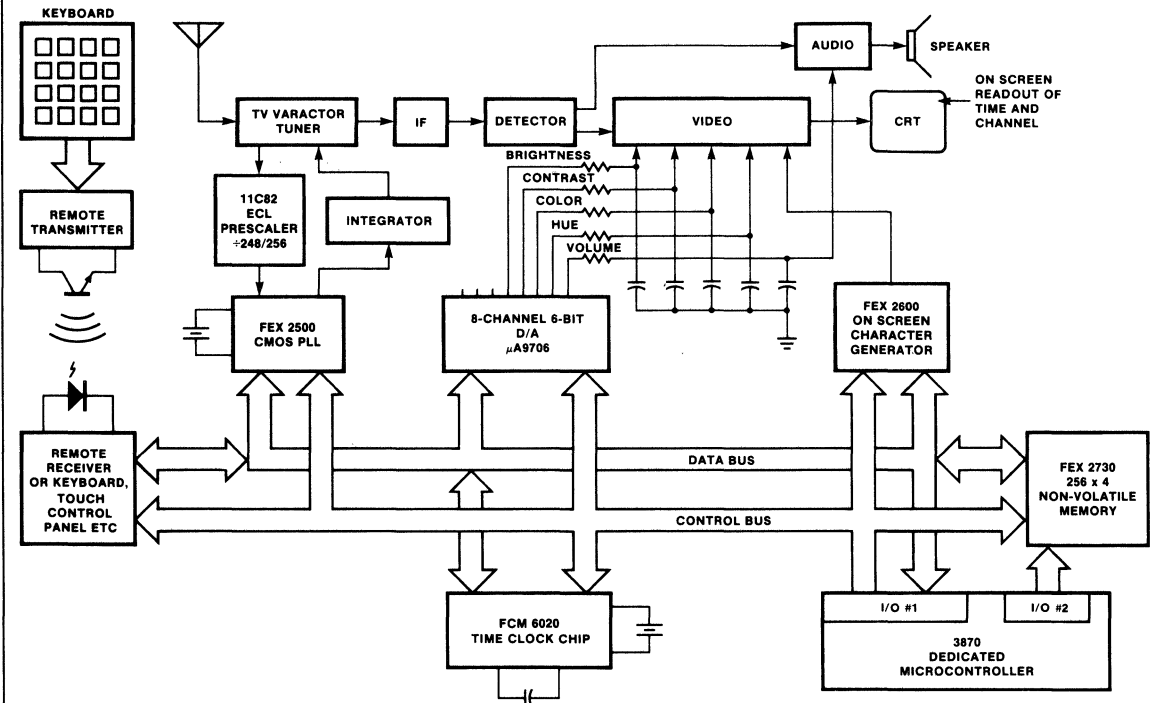 KEYBOARD
AUDIO
SPEAKER
ON SCREEN
READOUT OF
TIME AND
CHANNEL
TV VARACTOR
TUNER
IF
DETECTOR
VIDEO
CRT
BRIGHTNESS
CONTRAST
COLOR
HUE
VOLUME
REMOTE
TRANSMITTER
11C82
ECL
PRESCALER
÷248/256
INTEGRATOR
FEX 2500
CMOS PLL
8-CHANNEL 6-BIT
D/A
µA9706
FEX 2600
ON SCREEN
CHARACTER
GENERATOR
REMOTE
RECEIVER
OR KEYBOARD,
TOUCH
CONTROL
PANEL ETC
DATA BUS
CONTROL BUS
FEX 2730
256 x 4
NON-VOLATILE
MEMORY
FCM 6020
TIME CLOCK CHIP
I/O #1
I/O #2
3870
DEDICATED
MICROCONTROLLER